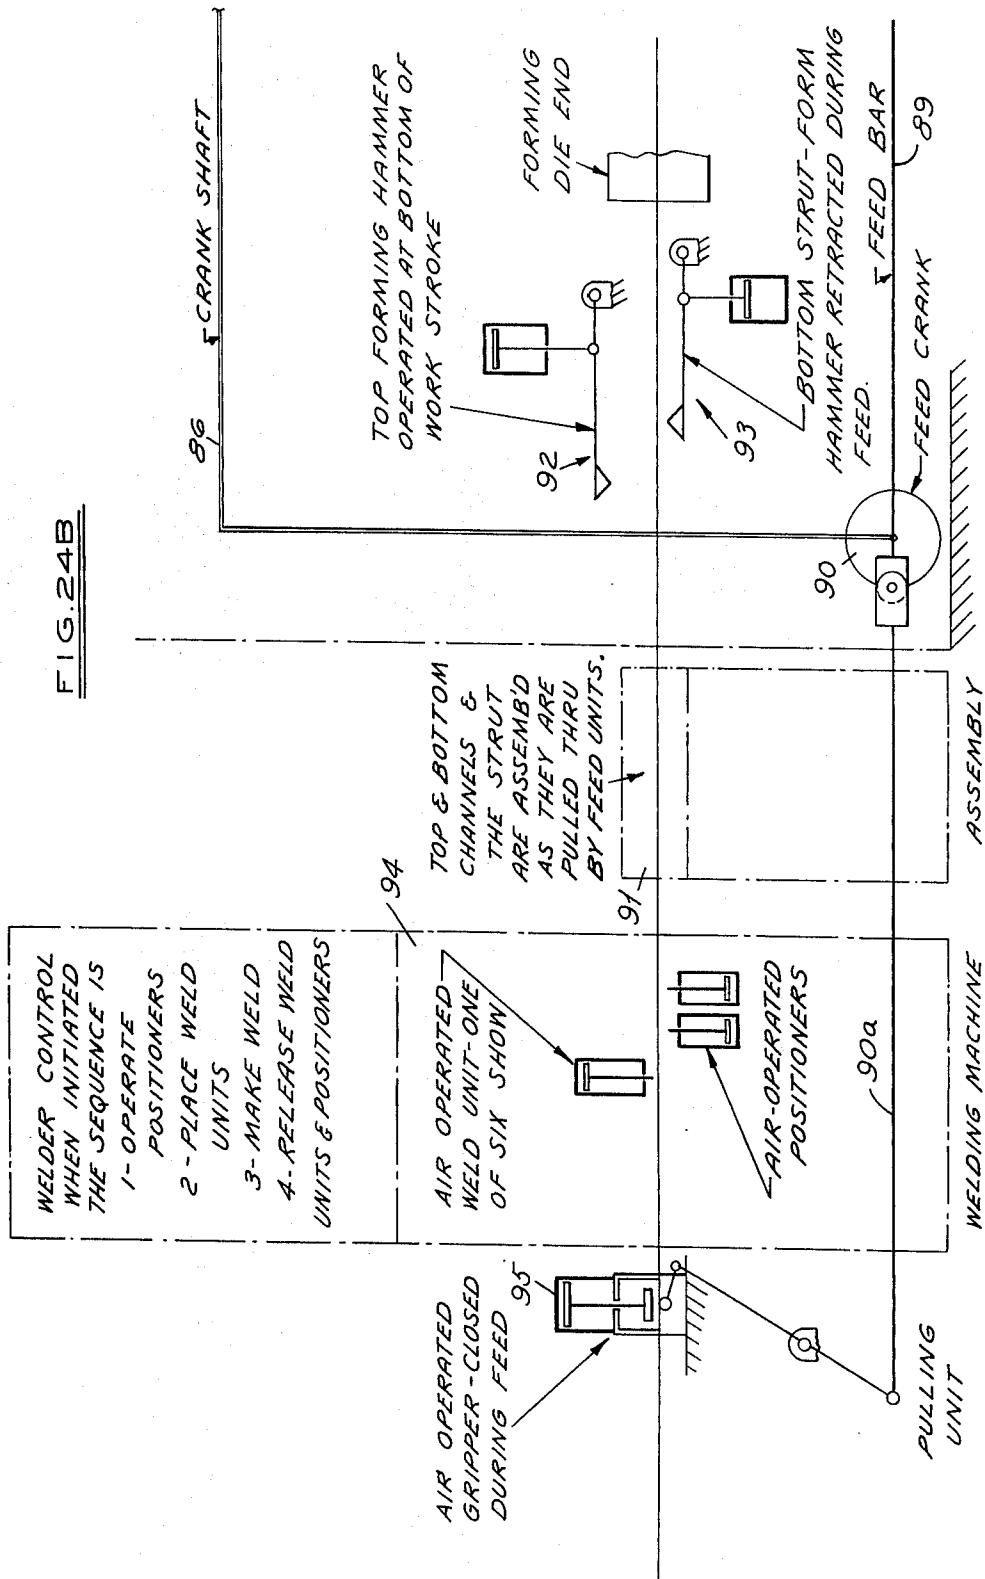 FIG.24B
WELDER CONTROL
WHEN INITIATED
THE SEQUENCE IS
1-OPERATE
POSITIONERS
2-PLACE WELD
UNITS
3-MAKE WELD
4-RELEASE WELD
UNITS & POSITIONERS
94
86
CRANK SHAFT
AIR OPERATED
GRIPPER-CLOSED
DURING FEED
95
AIR OPERATED
WELD UNIT-ONE
OF SIX SHOW
TOP & BOTTOM
CHANNELS &
THE STRUT
ARE ASSEMB'D
AS THEY ARE
PULLED THRU
BY FEED UNITS.
91
TOP FORMING HAMMER
OPERATED AT BOTTOM OF
WORK STROKE
92
FORMING
DIE END
93
AIR-OPERATED
POSITIONERS
BOTTOM STRUT-FORM
HAMMER RETRACTED DURING
FEED.
90a
90
FEED CRANK
FEED BAR
89
PULLING
UNIT
WELDING MACHINE
ASSEMBLY